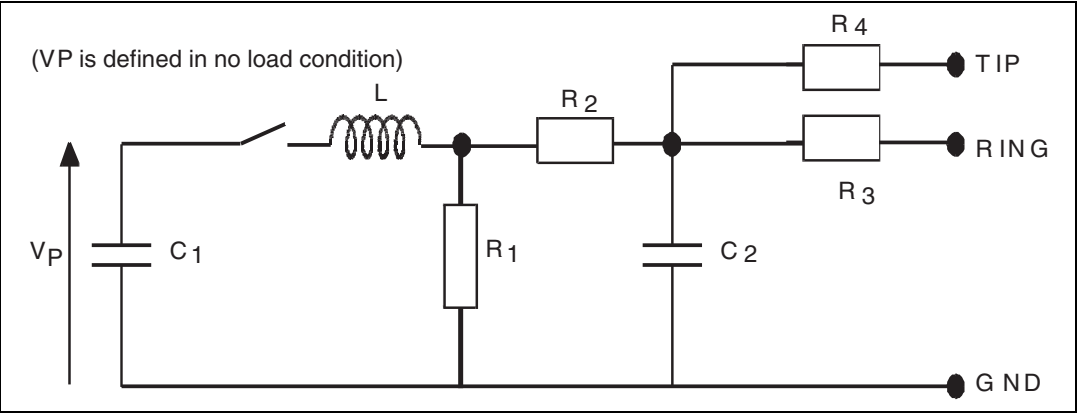 (VP is defined in no load condition)
R4
TIP
L
R2
RING
R3
VP
C1
R1
C2
GND